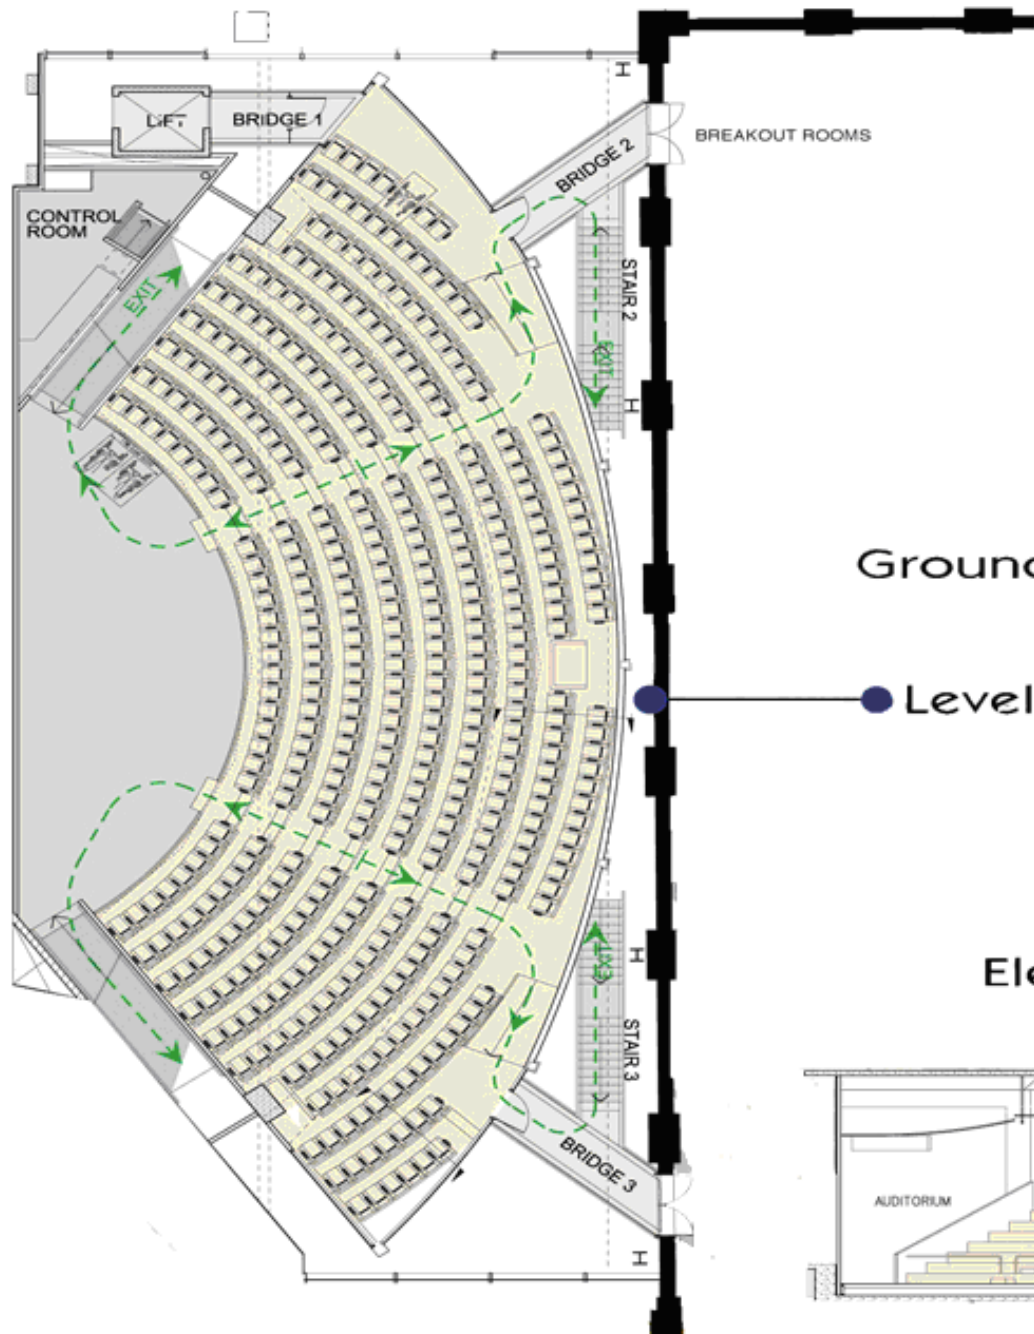 LIFT
BRIDGE 1
BRIDGE 2
BREAKOUT ROOMS
CONTROL
ROOM
EXIT
STAIR 2
EXIT
H
H
Ground
Level
H
EXIT
STAIR 3
Ele
BRIDGE 3
AUDITORIUM
H